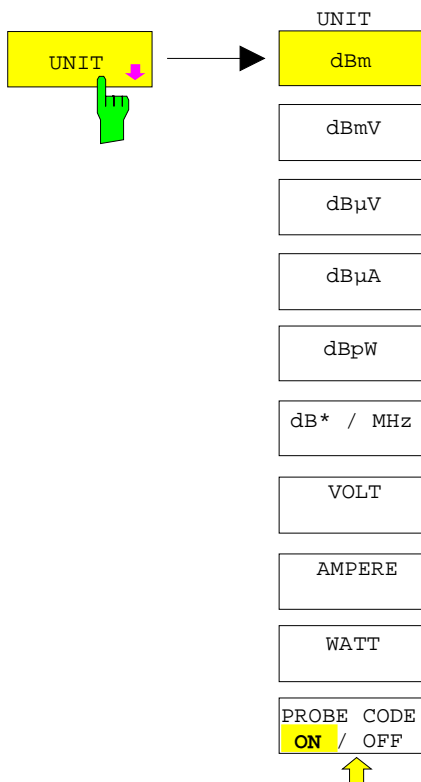 UNIT
UNIT
dBm
dBmV
dBµV
dBµA
dBpW
dB* / MHz
VOLT
AMPERE
WATT
PROBE CODE
ON / OFF